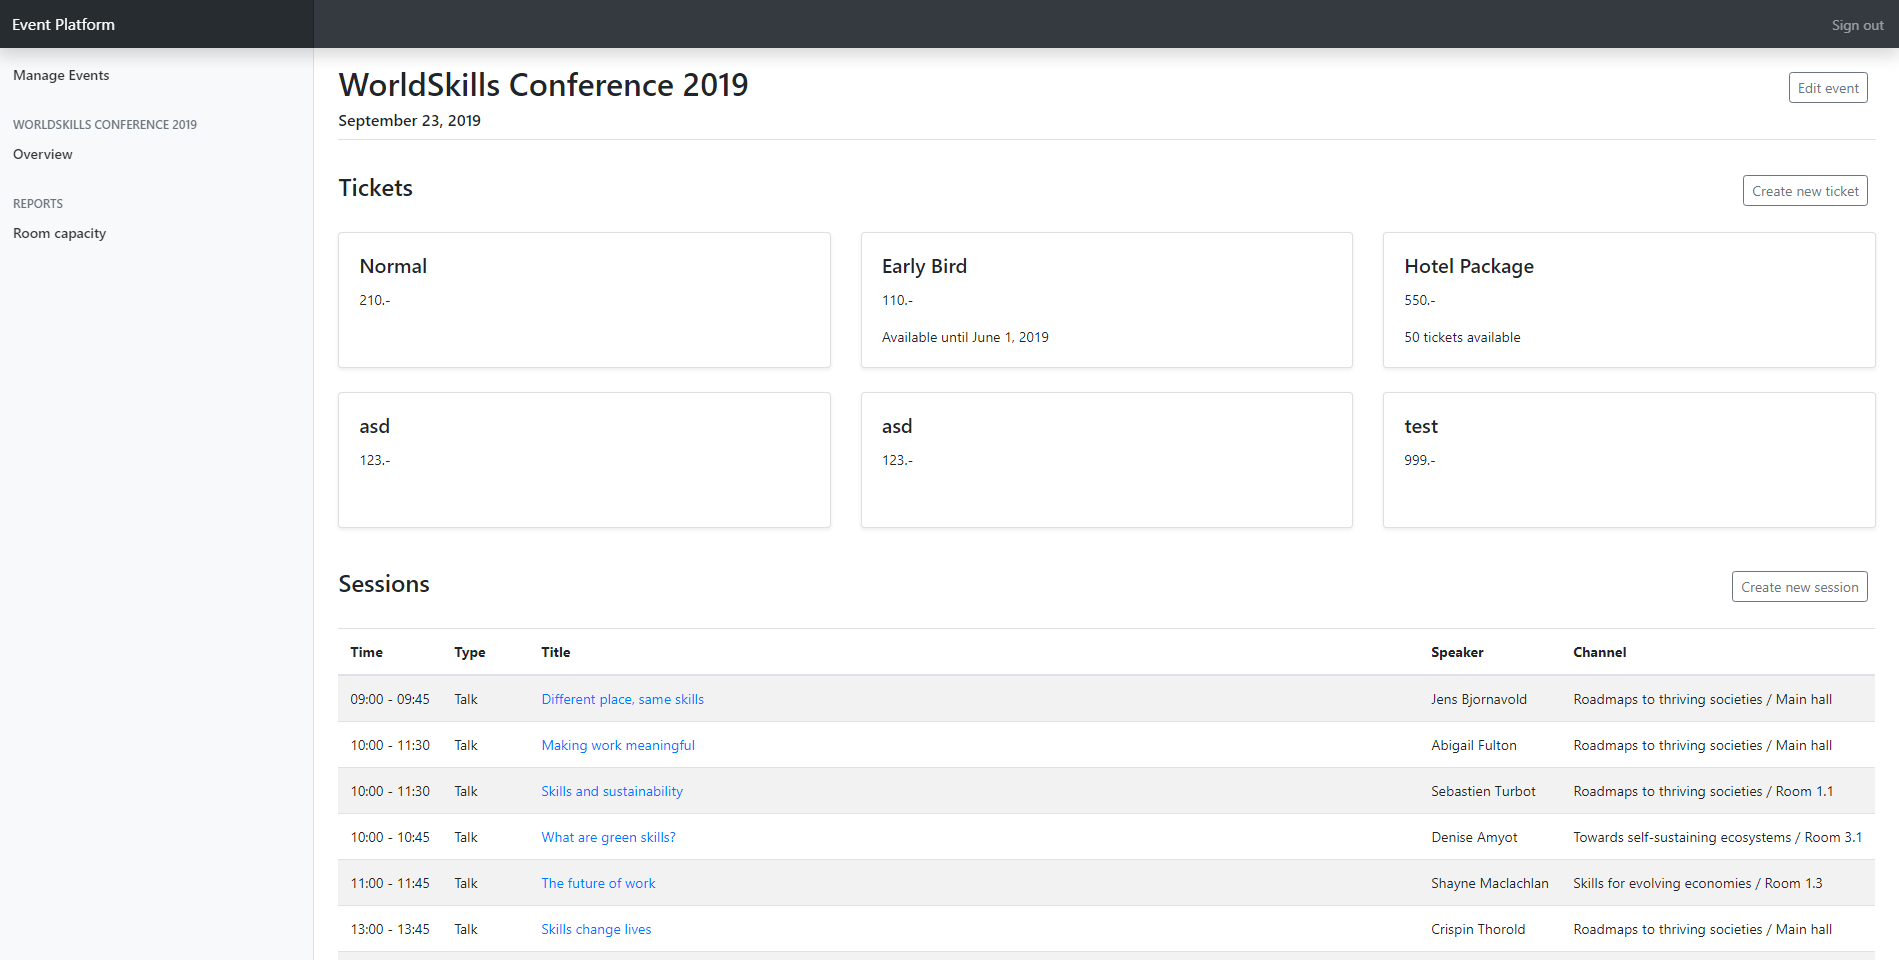 Event Platform
Sign out
Manage Events
WORLDSKILLS CONFERENCE 2019
Overview
REPORTS
Room capacity
WorldSkills Conference 2019
Edit event
September 23, 2019
Tickets
Create new ticket
Normal
210.-
Early Bird
110.-
Available until June 1, 2019
Hotel Package
550.-
50 tickets available
asd
123.-
asd
123.-
test
999.-
Sessions
Create new session
Time Type Title Speaker Channel
09:00 - 09:45 Talk Different place, same skills Jens Bjornavold Roadmaps to thriving societies / Main hall
10:00 - 11:30 Talk Making work meaningful Abigail Fulton Roadmaps to thriving societies / Main hall
10:00 - 11:30 Talk Skills and sustainability Sebastien Turbot Roadmaps to thriving societies / Room 1.1
10:00 - 10:45 Talk What are green skills? Denise Amyot Towards self-sustaining ecosystems / Room 3.1
11:00 - 11:45 Talk The future of work Shayne Maclachlan Skills for evolving economies / Room 1.3
13:00 - 13:45 Talk Skills change lives Crispin Thorold Roadmaps to thriving societies / Main hall